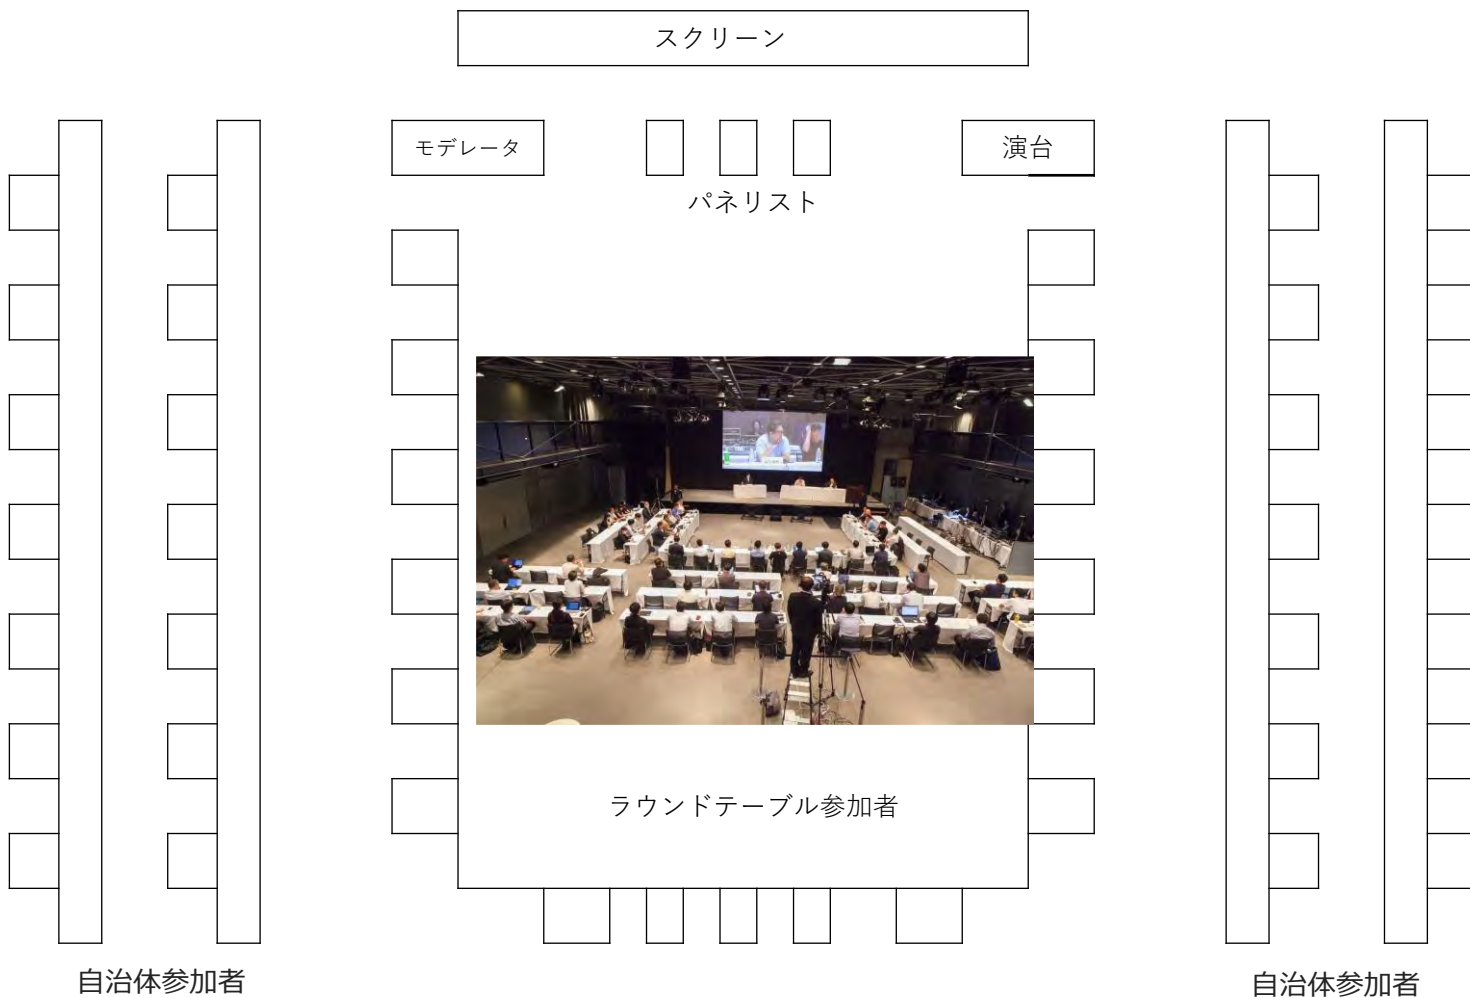 スクリーン
モデレータ
演台
パネリスト
ラウンドテーブル参加者
自治体参加者
自治体参加者